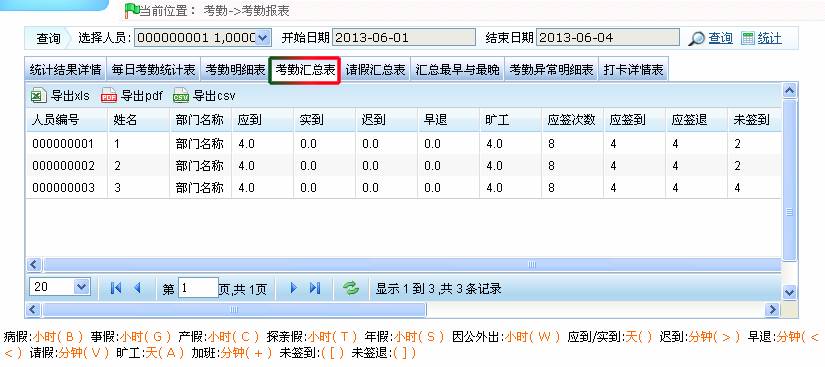 当前位置： 考勤->考勤报表
查询 选择人员: 000000001 1,0000 开始日期 2013-06-01 结束日期 2013-06-04 查询 统计
统计结果详情 每日考勤统计表 考勤明细表 考勤汇总表 请假汇总表 汇总最早与最晚 考勤异常明细表 打卡详情表
导出xls 导出pdf 导出csv
人员编号 姓名 部门名称 应到 实到 迟到 早退 旷工 应签次数 应签到 应签退 未签到
000000001 1 部门名称 4.0 0.0 0.0 0.0 4.0 8 4 4 2
000000002 2 部门名称 4.0 0.0 0.0 0.0 4.0 8 4 4 2
000000003 3 部门名称 4.0 0.0 0.0 0.0 4.0 8 4 4 4
20 第 1 页,共 1页 显示 1 到 3 ,共 3 条记录
病假:小时( B ) 事假:小时( G ) 产假:小时( C ) 探亲假:小时( T ) 年假:小时( S ) 因公外出:小时( W ) 应到/实到:天( ) 迟到:分钟( > ) 早退:分钟( <
< ) 请假:分钟( V ) 旷工:天( A ) 加班:分钟( + ) 未签到:( [ ) 未签退:( ] )